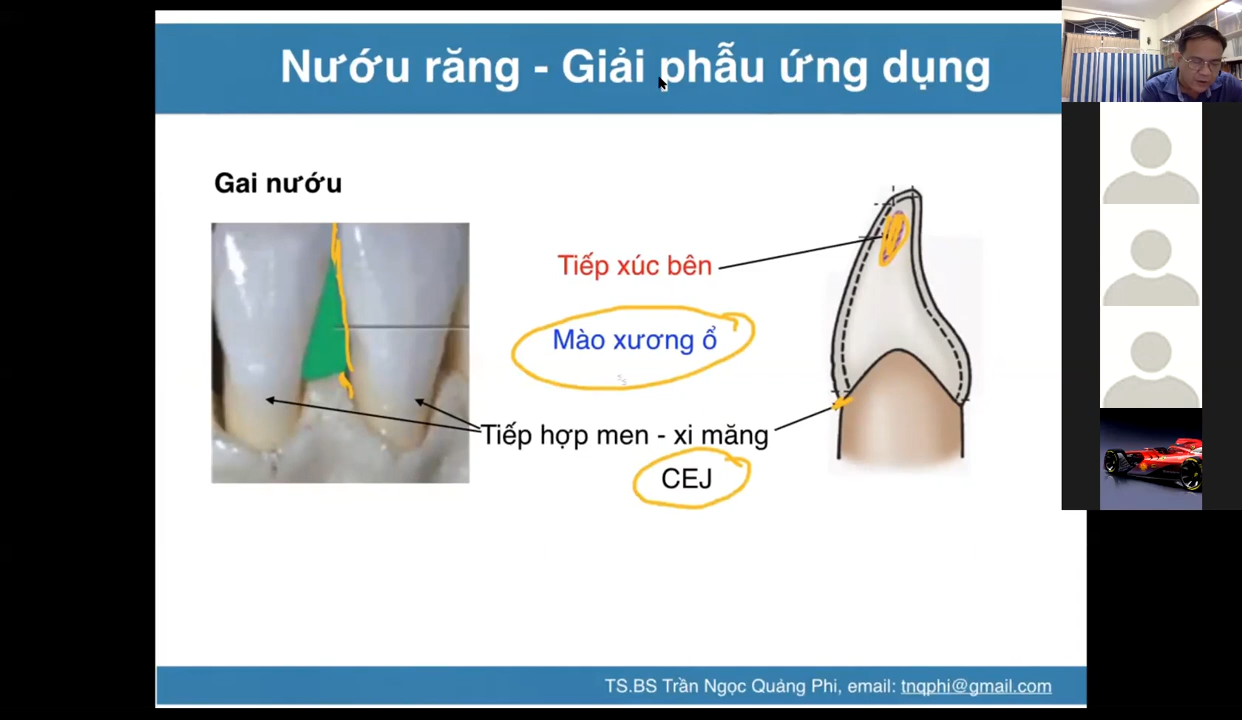 Nướu răng - Giải phẫu ứng dụng
Gai nướu
Tiếp xúc bên
Mào xương ổ
Tiếp hợp men - xi măng
CEJ
TS.BS Trần Ngọc Quảng Phi, email: tnqphi@gmail.com